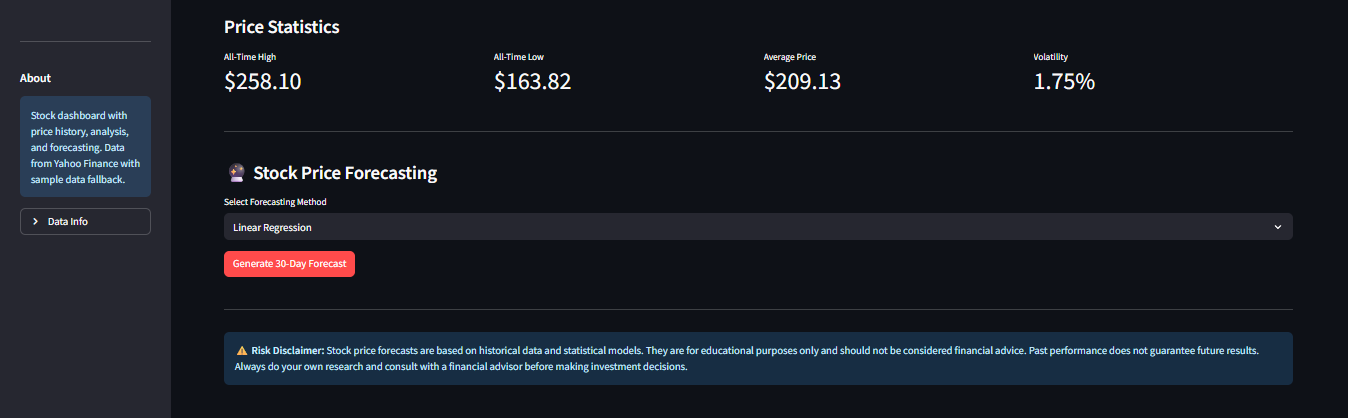 About
Stock dashboard with
price history, analysis,
and forecasting. Data
from Yahoo Finance with
sample data fallback.
Data Info
Price Statistics
All-Time High
$258.10
All-Time Low
$163.82
Average Price
$209.13
Volatility
1.75%
Stock Price Forecasting
Select Forecasting Method
Linear Regression
Generate 30-Day Forecast
Risk Disclaimer: Stock price forecasts are based on historical data and statistical models. They are for educational purposes only and should not be considered financial advice. Past performance does not guarantee future results.
Always do your own research and consult with a financial advisor before making investment decisions.